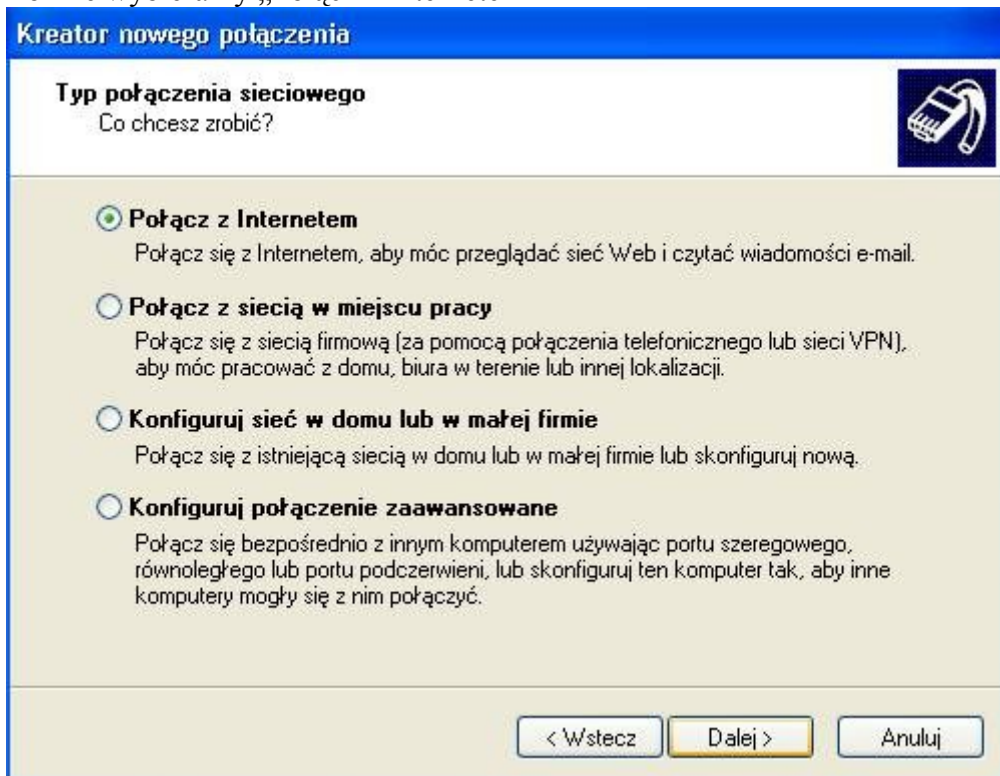 Kreator nowego połączenia
Typ połączenia sieciowego
Co chcesz zrobić?
Połącz z Internetem
Połącz się z Internetem, aby móc przeglądać sieć Web i czytać wiadomości e-mail.
Połącz z siecią w miejscu pracy
Połącz się z siecią firmową (za pomocą połączenia telefonicznego lub sieci VPN),
aby móc pracować z domu, biura w terenie lub innej lokalizacji.
Konfiguruj sieć w domu lub w małej firmie
Połącz się z istniejącą siecią w domu lub w małej firmie lub skonfiguruj nową.
Konfiguruj połączenie zaawansowane
Połącz się bezpośrednio z innym komputerem używając portu szeregowego,
równoległego lub portu podczerwieni, lub skonfiguruj ten komputer tak, aby inne
komputery mogły się z nim połączyć.
< Wstecz Dalej > Anuluj